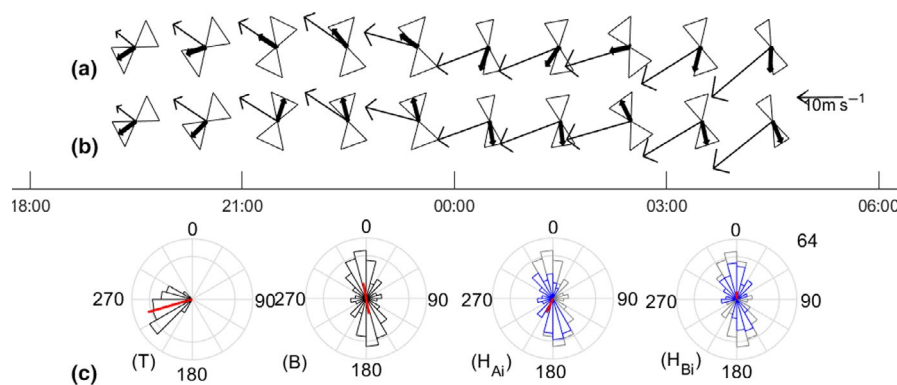 (a)
(b)
10m s⁻¹
18:00 21:00 00:00 03:00 06:00
0 0 0 0 64
270 90 270 90 270 90 270 90
(T) (B) (H_Ai) (H_Bi)
(c) 180 180 180 180